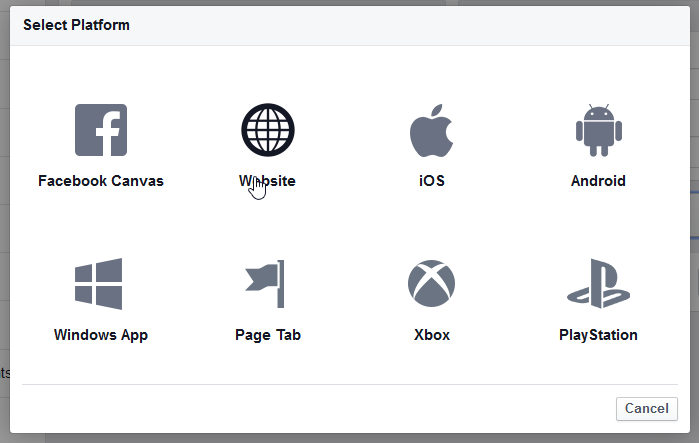 Select Platform
Facebook Canvas
Website
iOS
Android
Windows App
Page Tab
Xbox
PlayStation
Cancel